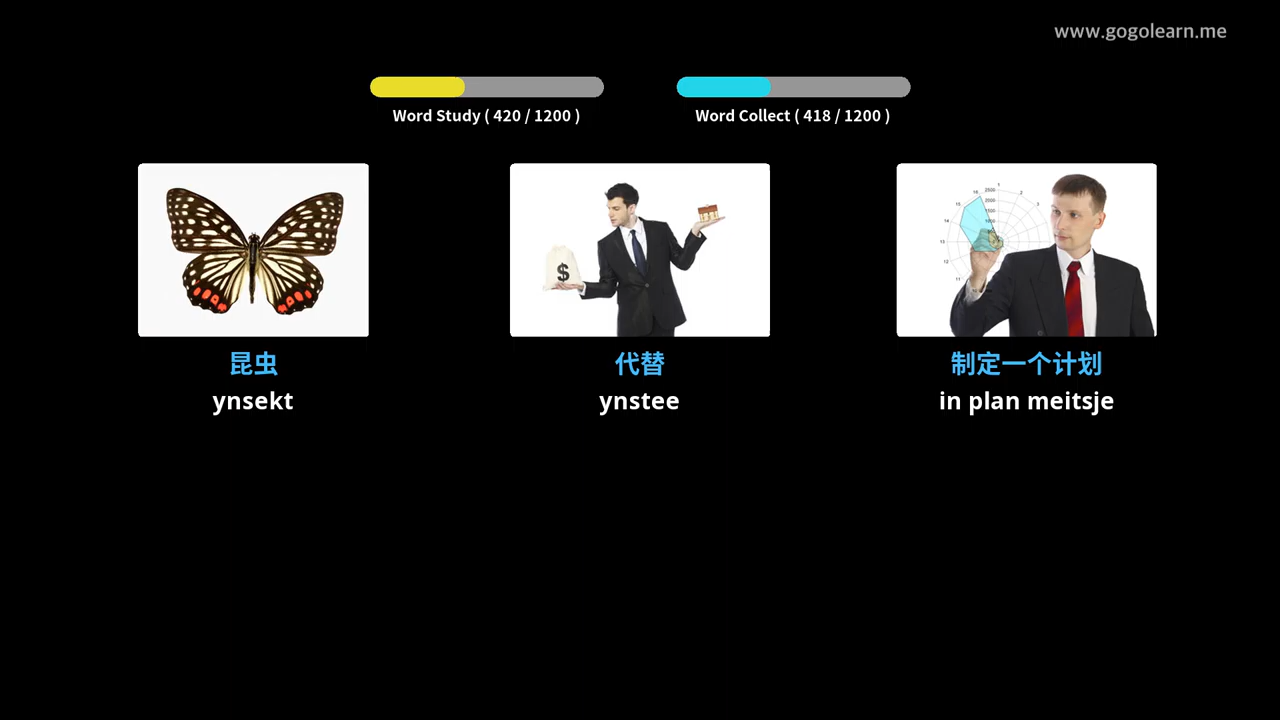 www.gogolearn.me
Word Study ( 420 / 1200 )
Word Collect ( 418 / 1200 )
$
昆虫
代替
制定一个计划
ynsekt
ynstee
in plan meitsje